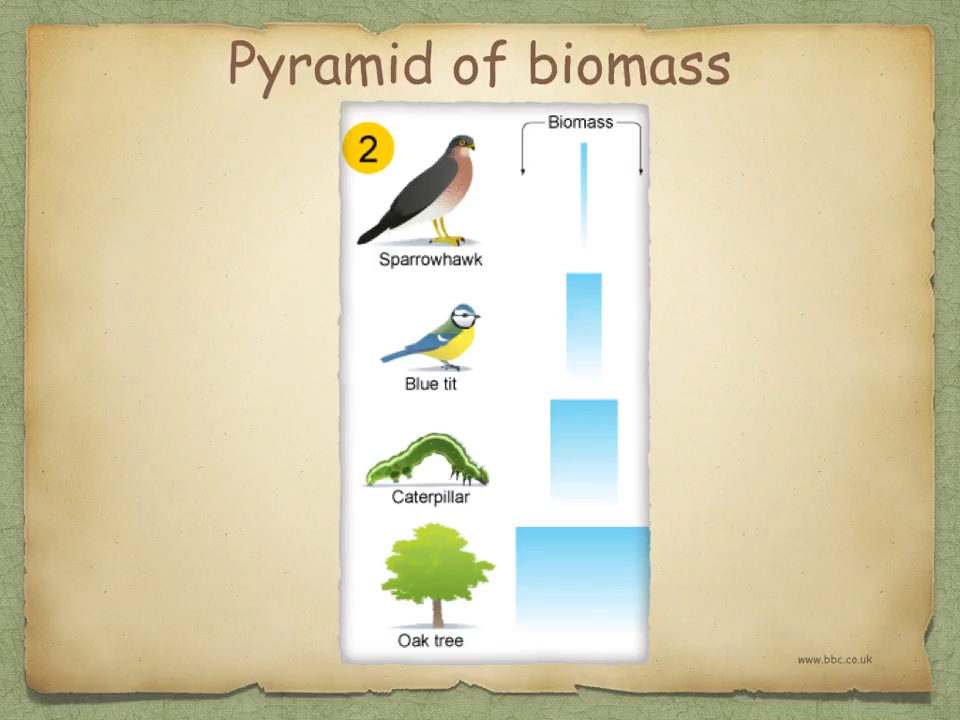 Pyramid of biomass
2
Biomass
Sparrowhawk
Blue tit
Caterpillar
Oak tree
www.bbc.co.uk